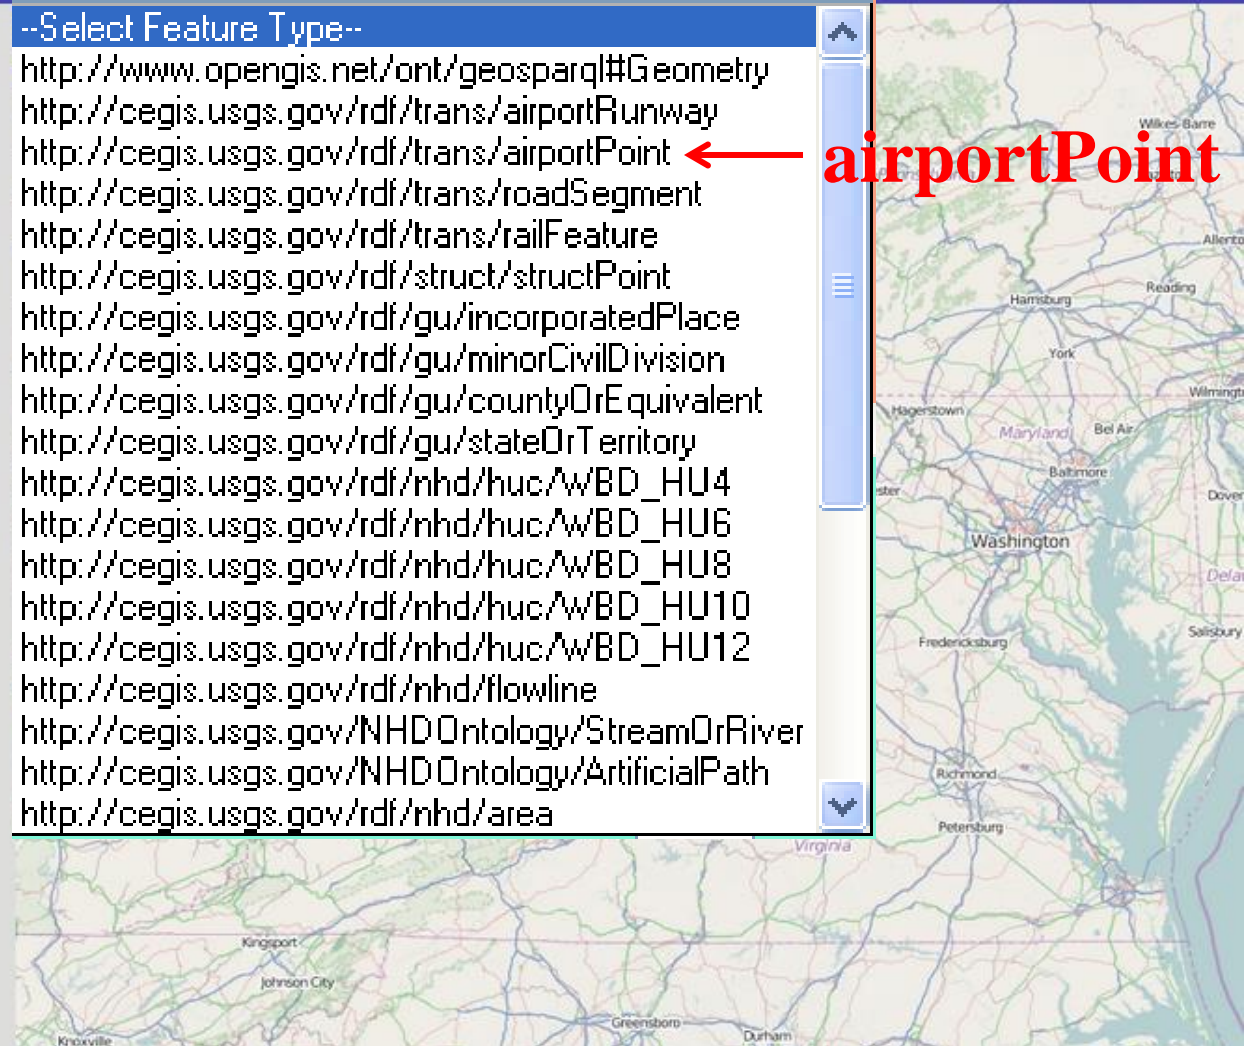 --Select Feature Type--
http://www.opengis.net/ont/geosparql#Geometry
http://cegis.usgs.gov/rdf/trans/airportRunway
http://cegis.usgs.gov/rdf/trans/airportPoint
airportPoint
http://cegis.usgs.gov/rdf/trans/roadSegment
http://cegis.usgs.gov/rdf/trans/railFeature
http://cegis.usgs.gov/rdf/struct/structPoint
http://cegis.usgs.gov/rdf/gu/incorporatedPlace
http://cegis.usgs.gov/rdf/gu/minorCivilDivision
http://cegis.usgs.gov/rdf/gu/countyOrEquivalent
http://cegis.usgs.gov/rdf/gu/stateOrTerritory
http://cegis.usgs.gov/rdf/nhd/huc/WBD_HU4
http://cegis.usgs.gov/rdf/nhd/huc/WBD_HU6
http://cegis.usgs.gov/rdf/nhd/huc/WBD_HU8
http://cegis.usgs.gov/rdf/nhd/huc/WBD_HU10
http://cegis.usgs.gov/rdf/nhd/huc/WBD_HU12
http://cegis.usgs.gov/rdf/nhd/flowline
http://cegis.usgs.gov/NHDOntology/StreamOrRiver
http://cegis.usgs.gov/NHDOntology/ArtificialPath
http://cegis.usgs.gov/rdf/nhd/area
Wilkes-Barre
Allento
Reading
Harrisburg
York
Wilmingt
Hagerstown
Maryland
Bel Air
Baltimore
ster
Dover
Washington
Delaw
Salisbury
Fredericksburg
Richmond
Petersburg
Virginia
Kingsport
Johnson City
Greensboro
Durham
Knoxville